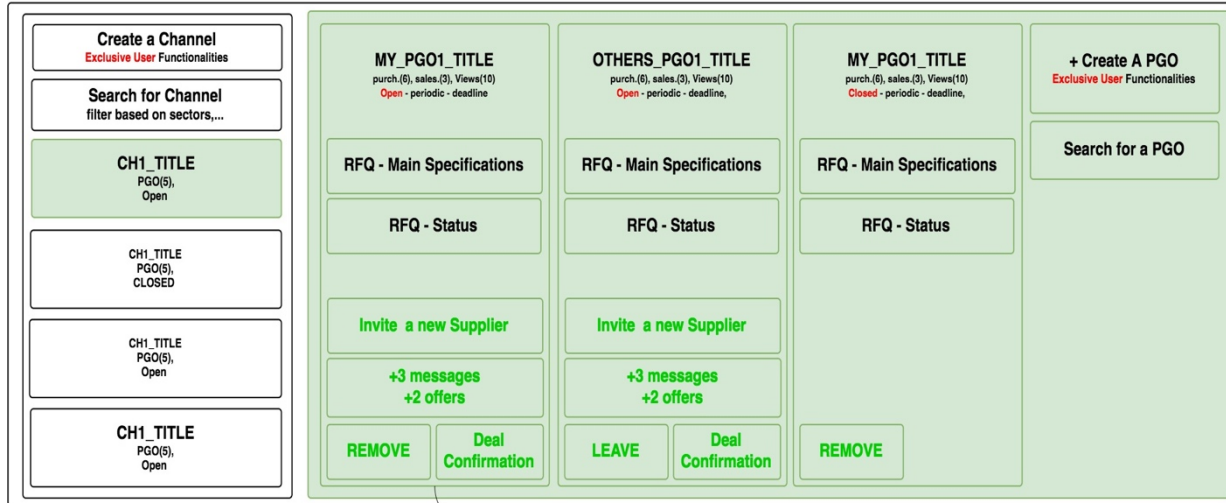 Create a Channel
Exclusive User Functionalities
Search for Channel
filter based on sectors,...
CH1_TITLE
PGO(5),
Open
CH1_TITLE
PGO(5),
CLOSED
CH1_TITLE
PGO(5),
Open
CH1_TITLE
PGO(5),
Open
MY_PGO1_TITLE
purch.(6), sales.(3), Views(10)
Open - periodic - deadline
RFQ - Main Specifications
RFQ - Status
Invite a new Supplier
+3 messages
+2 offers
REMOVE
Deal
Confirmation
OTHERS_PGO1_TITLE
purch.(6), sales.(3), Views(10)
Open - periodic - deadline,
RFQ - Main Specifications
RFQ - Status
Invite a new Supplier
+3 messages
+2 offers
LEAVE
Deal
Confirmation
MY_PGO1_TITLE
purch.(6), sales.(3), Views(10)
Closed - periodic - deadline,
RFQ - Main Specifications
RFQ - Status
REMOVE
+ Create A PGO
Exclusive User Functionalities
Search for a PGO